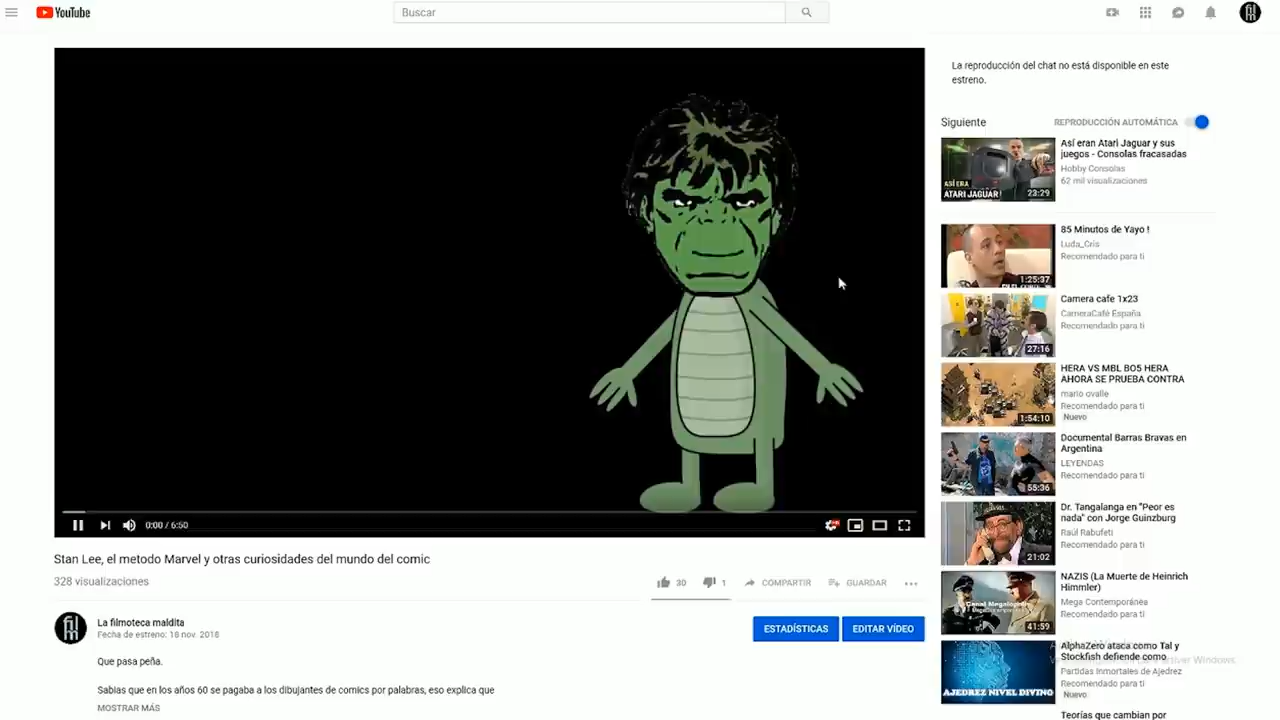 YouTube
Buscar
film
La reproducción del chat no está disponible en este
estreno.
Siguiente
REPRODUCCIÓN AUTOMÁTICA
ASÍ ERA
ATARI JAGUAR!
23:29
Así eran Atari Jaguar y sus
juegos - Consolas fracasadas
Hobby Consolas
62 mil visualizaciones
1:25:37
85 Minutos de Yayo !
Luda_Cris
Recomendado para ti
27:16
Camera cafe 1x23
CameraCafé España
Recomendado para ti
1:54:10
HERA VS MBL BO5 HERA
AHORA SE PRUEBA CONTRA
mario ovalle
Recomendado para ti
Nuevo
55:36
Documental Barras Bravas en
Argentina
LEYENDAS
Recomendado para ti
21:02
Dr. Tangalanga en "Peor es
nada" con Jorge Guinzburg
Raúl Rabufeti
Recomendado para ti
41:59
NAZIS (La Muerte de Heinrich
Himmler)
Mega Contemporánea
Recomendado para ti
AJEDREZ NIVEL DIVINO
AlphaZero ataca como Tal y
Stockfish defiende como
Partidas Inmortales de Ajedrez
Recomendado para ti
Nuevo
Teorías que cambian por
0:00 / 6:50
Stan Lee, el metodo Marvel y otras curiosidades del mundo del comic
328 visualizaciones
30
1
COMPARTIR
GUARDAR
film
La filmoteca maldita
Fecha de estreno: 18 nov. 2018
ESTADÍSTICAS
EDITAR VÍDEO
Que pasa peña.
Sabias que en los años 60 se pagaba a los dibujantes de comics por palabras, eso explica que
MOSTRAR MÁS